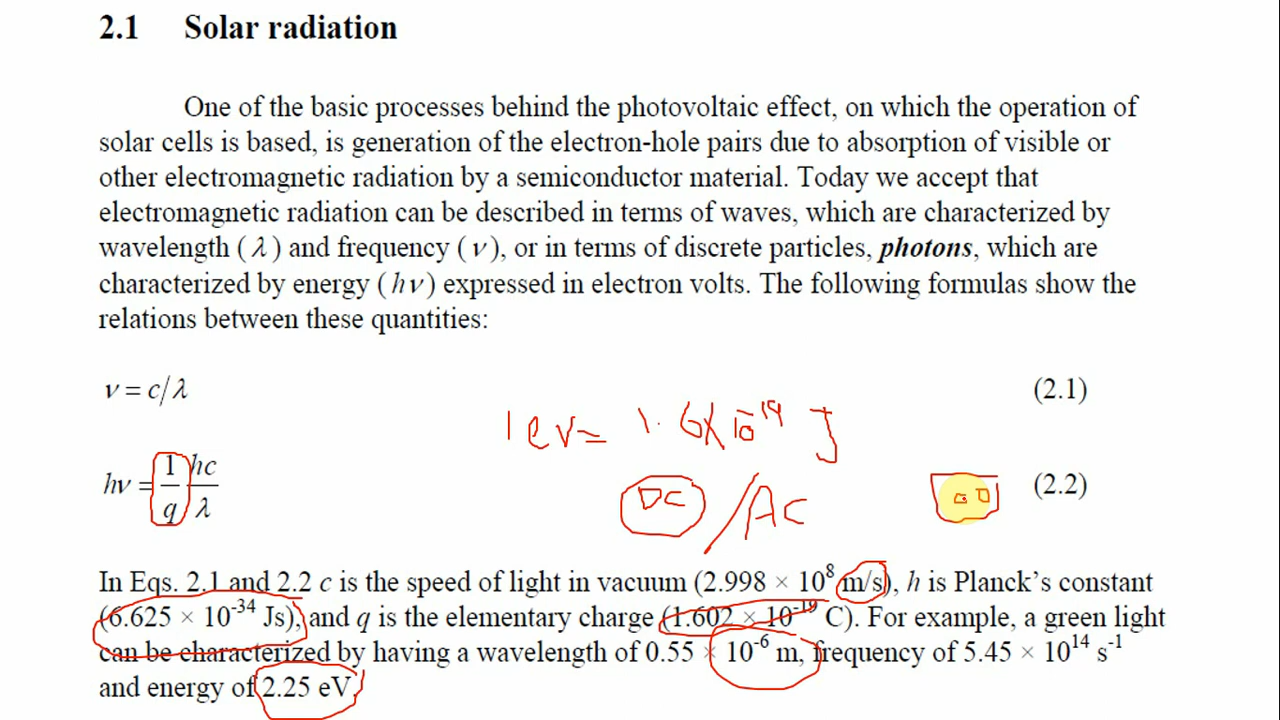 2.1 Solar radiation
One of the basic processes behind the photovoltaic effect, on which the operation of
solar cells is based, is generation of the electron-hole pairs due to absorption of visible or
other electromagnetic radiation by a semiconductor material. Today we accept that
electromagnetic radiation can be described in terms of waves, which are characterized by
wavelength (λ) and frequency (ν), or in terms of discrete particles, photons, which are
characterized by energy (hν) expressed in electron volts. The following formulas show the
relations between these quantities:
ν = c/λ (2.1)
1 ev = 1.6 × 10⁻¹⁹ J
hν = 1/q hc/λ (2.2)
DC / AC
In Eqs. 2.1 and 2.2 c is the speed of light in vacuum (2.998 × 10⁸ m/s), h is Planck's constant
(6.625 × 10⁻³⁴ Js), and q is the elementary charge (1.602 × 10⁻¹⁹ C). For example, a green light
can be characterized by having a wavelength of 0.55 × 10⁻⁶ m, frequency of 5.45 × 10¹⁴ s⁻¹
and energy of 2.25 eV.